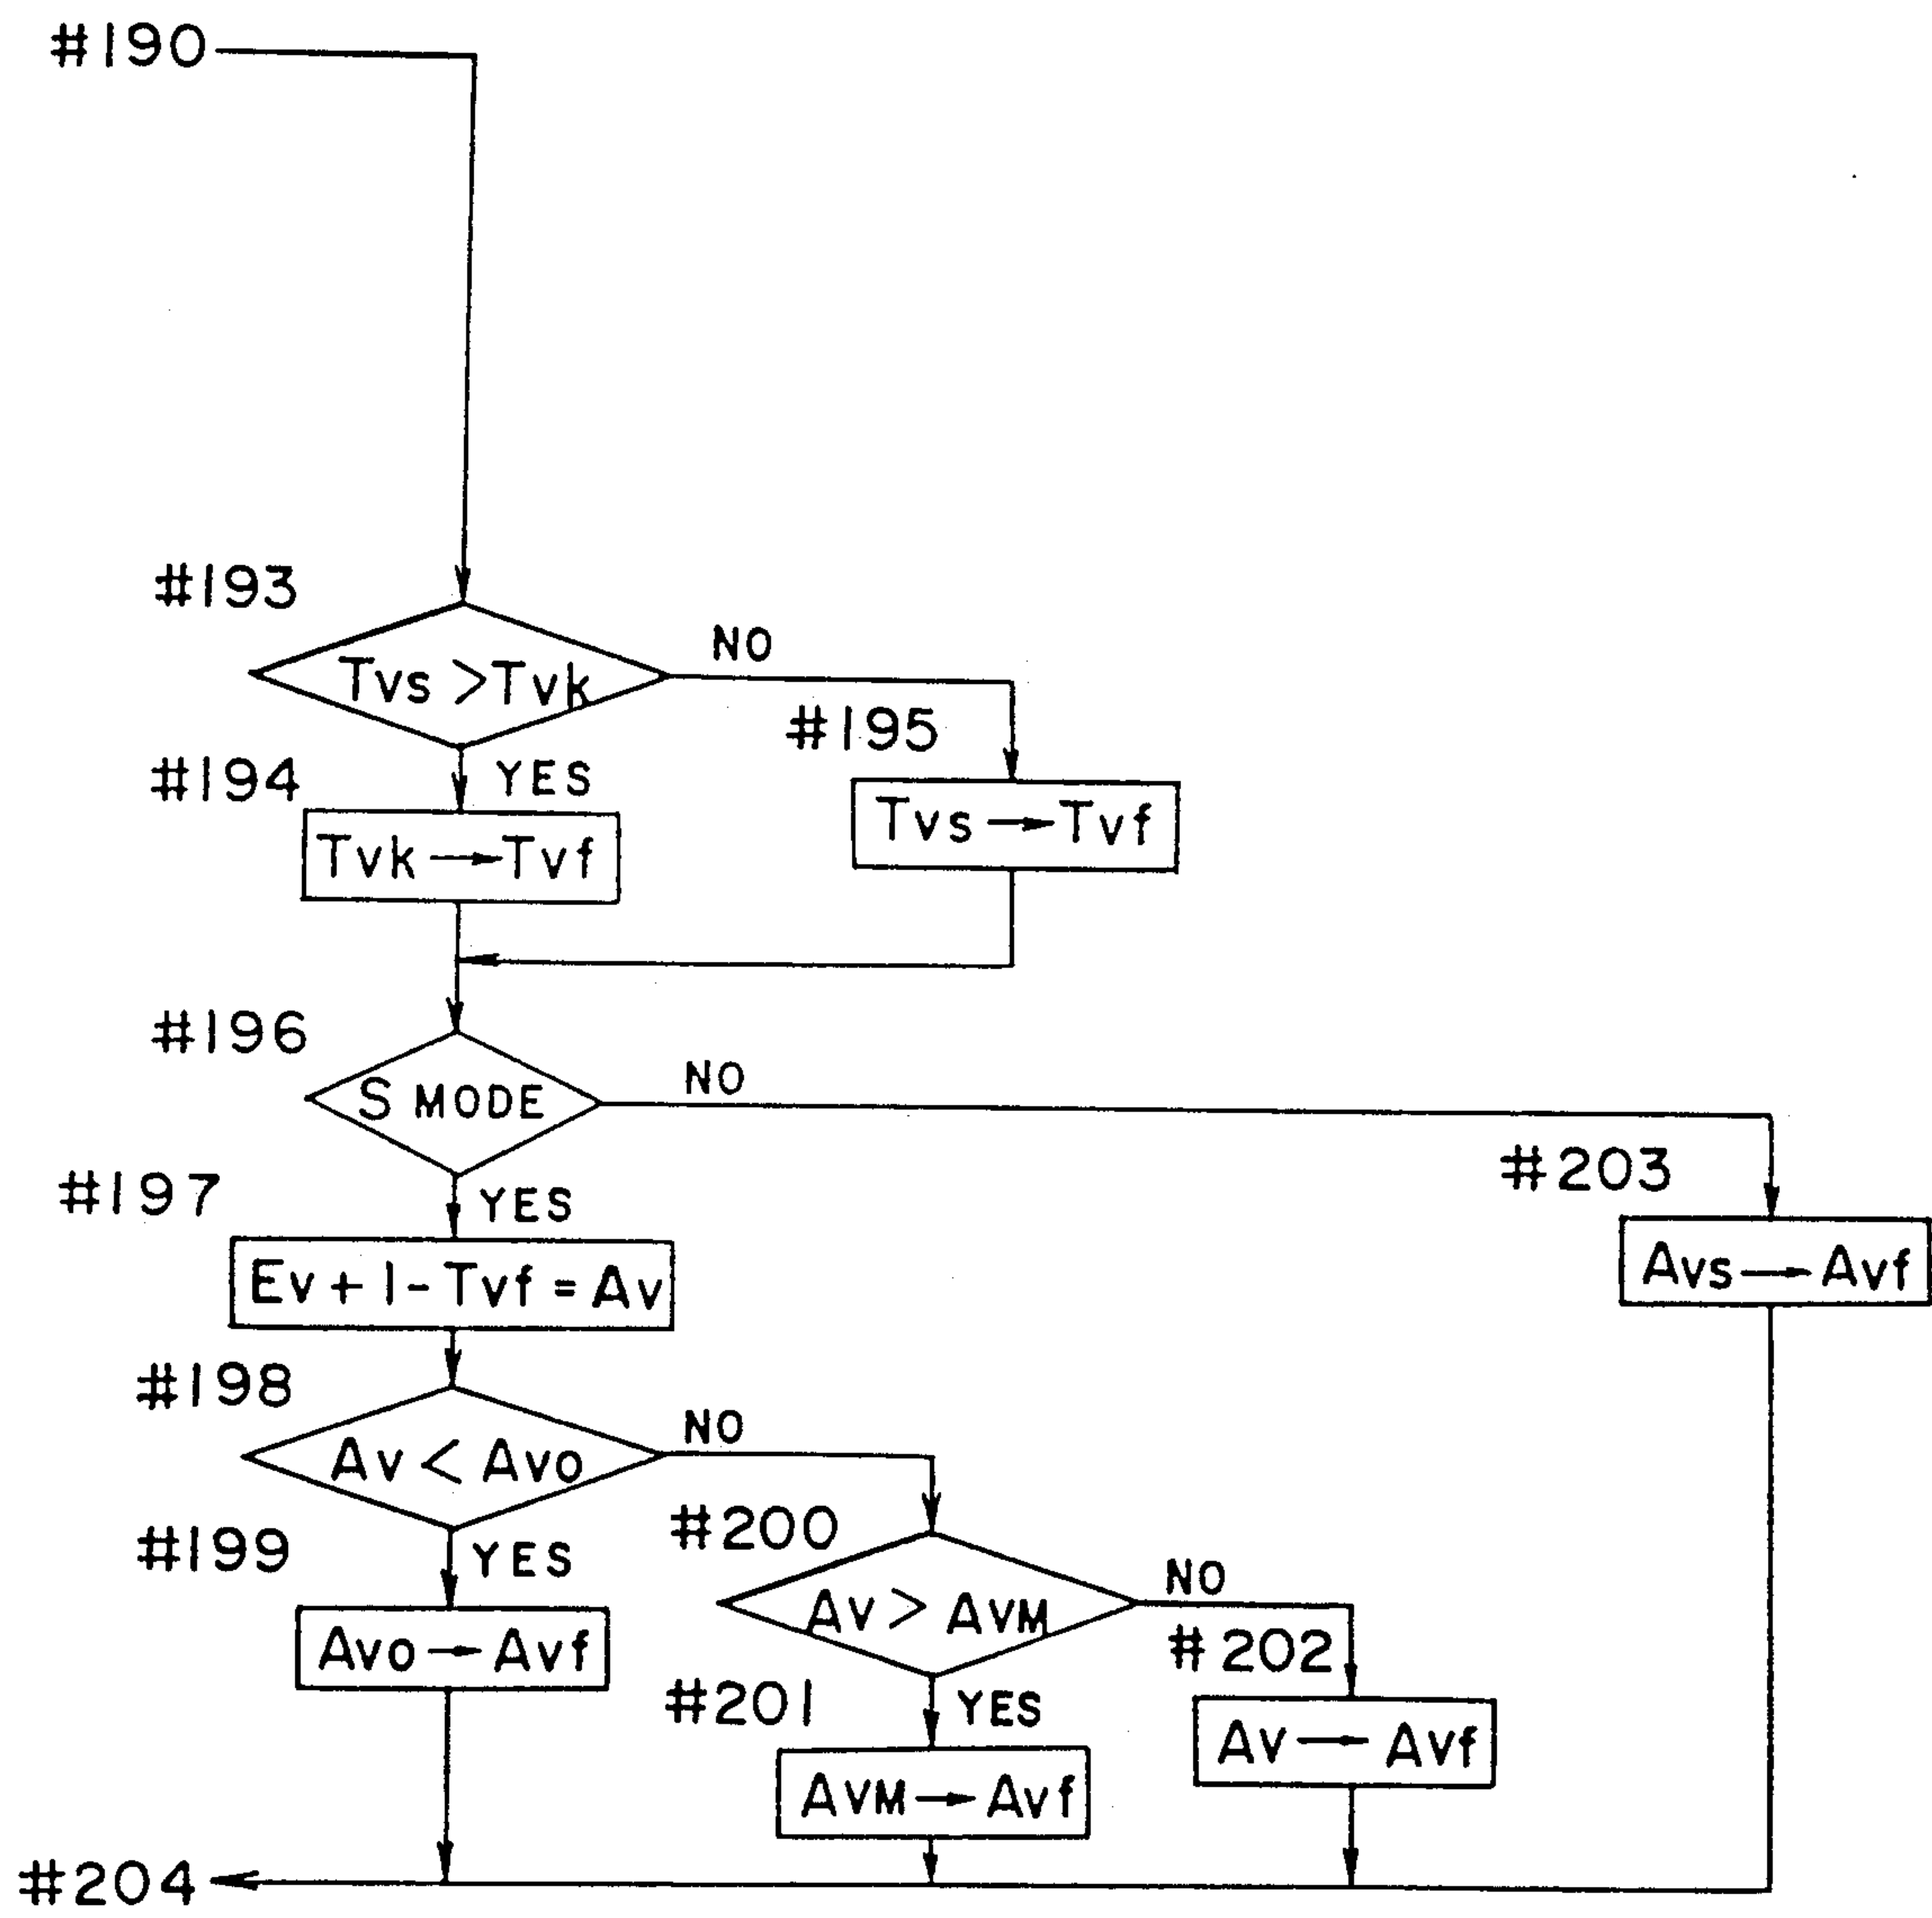 #190
#193
Tvs > Tvk
NO
#195
#194
YES
Tvs → Tvf
Tvk → Tvf
#196
S MODE
NO
#203
#197
YES
Avs → Avf
Ev + 1 - Tvf = Av
#198
Av < Avo
NO
#200
#199
YES
Av > AVM
NO
#202
Avo → Avf
#201
YES
Av → Avf
AVM → Avf
#204